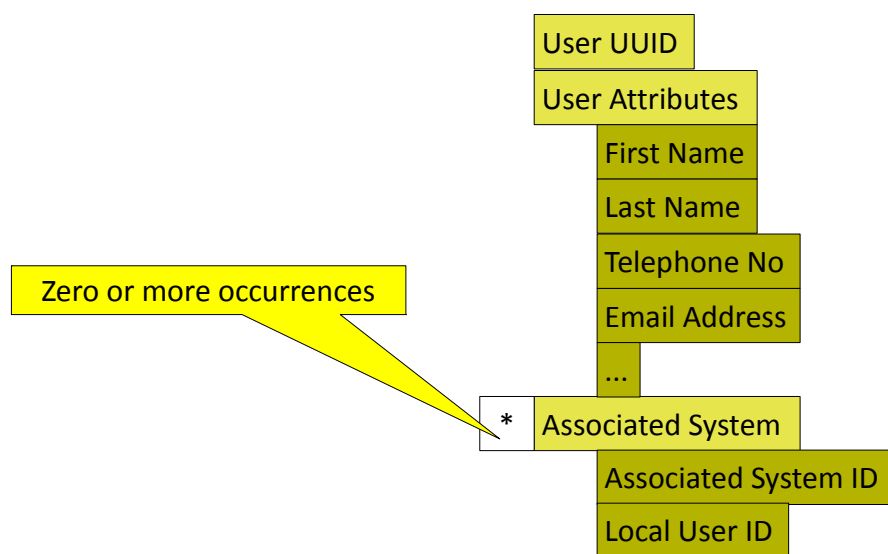 User UUID
User Attributes
First Name
Last Name
Telephone No
Zero or more occurrences
Email Address
...
* Associated System
Associated System ID
Local User ID